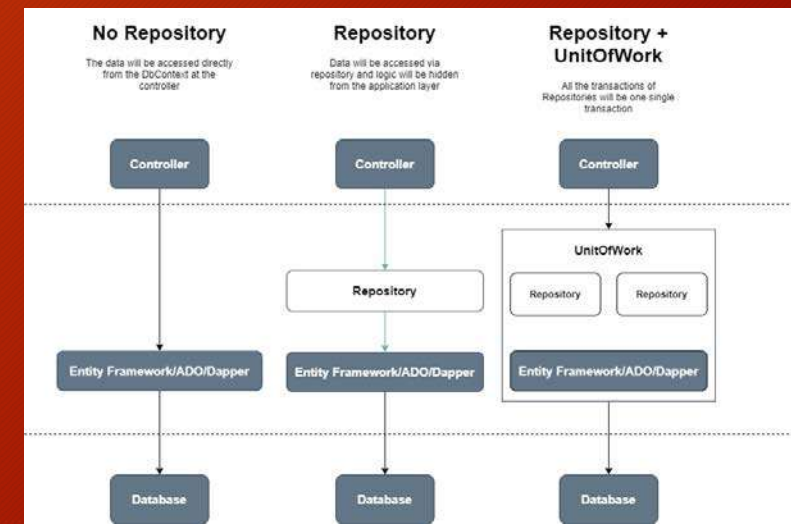 No Repository
The data will be accessed directly
from the DbContext at the
controller
Controller
Entity Framework/ADO/Dapper
Database
Repository
Data will be accessed via
repository and logic will be hidden
from the application layer
Controller
Repository
Entity Framework/ADO/Dapper
Database
Repository +
UnitOfWork
All the transactions of
Repositories will be one single
transaction
Controller
UnitOfWork
Repository
Repository
Entity Framework/ADO/Dapper
Database